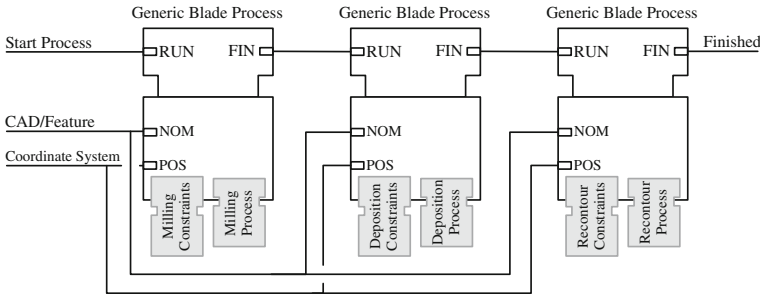 Generic Blade Process
Generic Blade Process
Generic Blade Process
Start Process
RUN
FIN
RUN
FIN
RUN
FIN
Finished
CAD/Feature
NOM
NOM
NOM
Coordinate System
POS
POS
POS
Milling
Constraints
Milling
Process
Deposition
Constraints
Deposition
Process
Recontour
Constraints
Recontour
Process